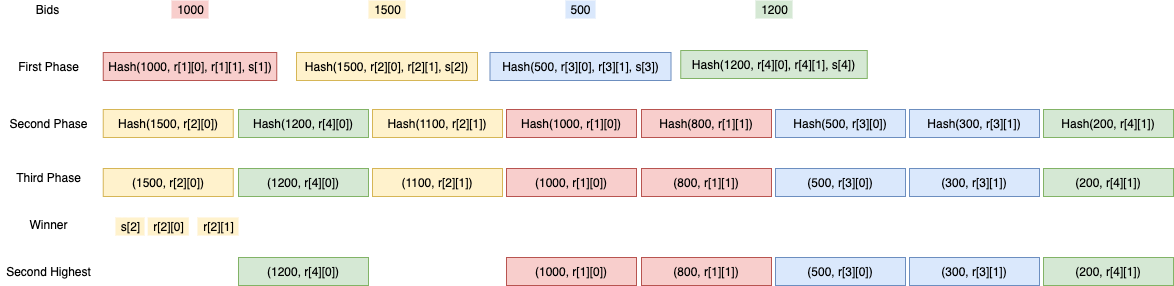 Bids 1000 1500 500 1200
First Phase Hash(1000, r[1][0], r[1][1], s[1]) Hash(1500, r[2][0], r[2][1], s[2]) Hash(500, r[3][0], r[3][1], s[3]) Hash(1200, r[4][0], r[4][1], s[4])
Second Phase Hash(1500, r[2][0]) Hash(1200, r[4][0]) Hash(1100, r[2][1]) Hash(1000, r[1][0]) Hash(800, r[1][1]) Hash(500, r[3][0]) Hash(300, r[3][1]) Hash(200, r[4][1])
Third Phase (1500, r[2][0]) (1200, r[4][0]) (1100, r[2][1]) (1000, r[1][0]) (800, r[1][1]) (500, r[3][0]) (300, r[3][1]) (200, r[4][1])
Winner s[2] r[2][0] r[2][1]
Second Highest (1200, r[4][0]) (1000, r[1][0]) (800, r[1][1]) (500, r[3][0]) (300, r[3][1]) (200, r[4][1])